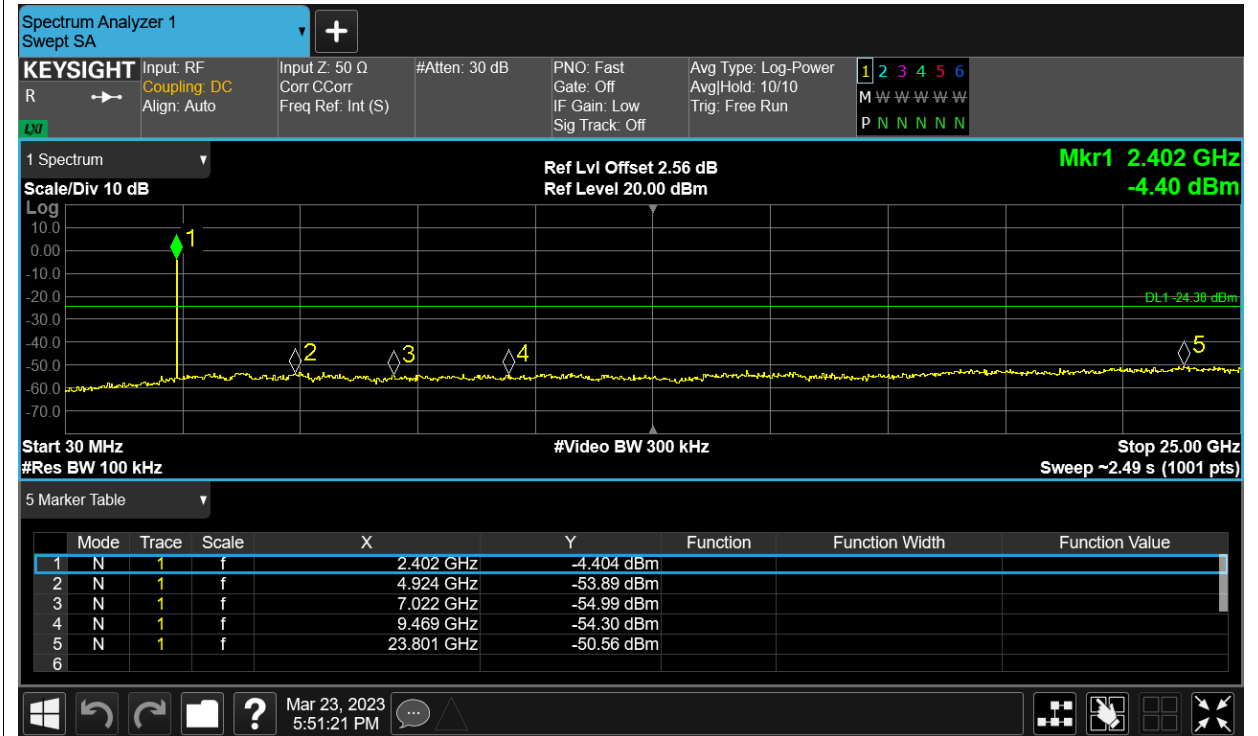 Spectrum Analyzer 1
Swept SA
KEYSIGHT
R
LXI
Input: RF
Coupling: DC
Align: Auto
Input Z: 50 Ω
Corr CCorr
Freq Ref: Int (S)
#Atten: 30 dB
PNO: Fast
Gate: Off
IF Gain: Low
Sig Track: Off
Avg Type: Log-Power
Avg|Hold: 10/10
Trig: Free Run
1 2 3 4 5 6
M W W W W W
P N N N N N
1 Spectrum
Scale/Div 10 dB
Ref Lvl Offset 2.56 dB
Ref Level 20.00 dBm
Mkr1 2.402 GHz
-4.40 dBm
Log
10.0
0.00
-10.0
-20.0
-30.0
-40.0
-50.0
-60.0
-70.0
1
DL1 -24.38 dBm
2
3
4
5
Start 30 MHz
#Video BW 300 kHz
Stop 25.00 GHz
#Res BW 100 kHz
Sweep ~2.49 s (1001 pts)
5 Marker Table
Mode Trace Scale X Y Function Function Width Function Value
1 N 1 f 2.402 GHz -4.404 dBm
2 N 1 f 4.924 GHz -53.89 dBm
3 N 1 f 7.022 GHz -54.99 dBm
4 N 1 f 9.469 GHz -54.30 dBm
5 N 1 f 23.801 GHz -50.56 dBm
6
?
Mar 23, 2023
5:51:21 PM